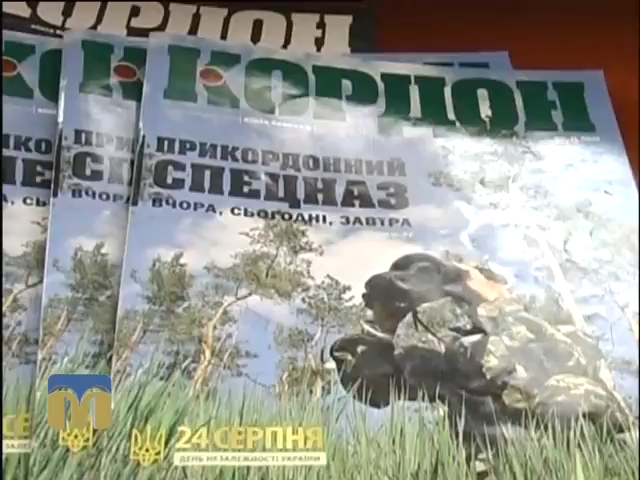 КОРДОН
ПРИКОРДОННИЙ
СПЕЦНАЗ
ВЧОРА, СЬОГОДНІ, ЗАВТРА
24 СЕРПНЯ
ДЕНЬ НЕЗАЛЕЖНОСТІ УКРАЇНИ